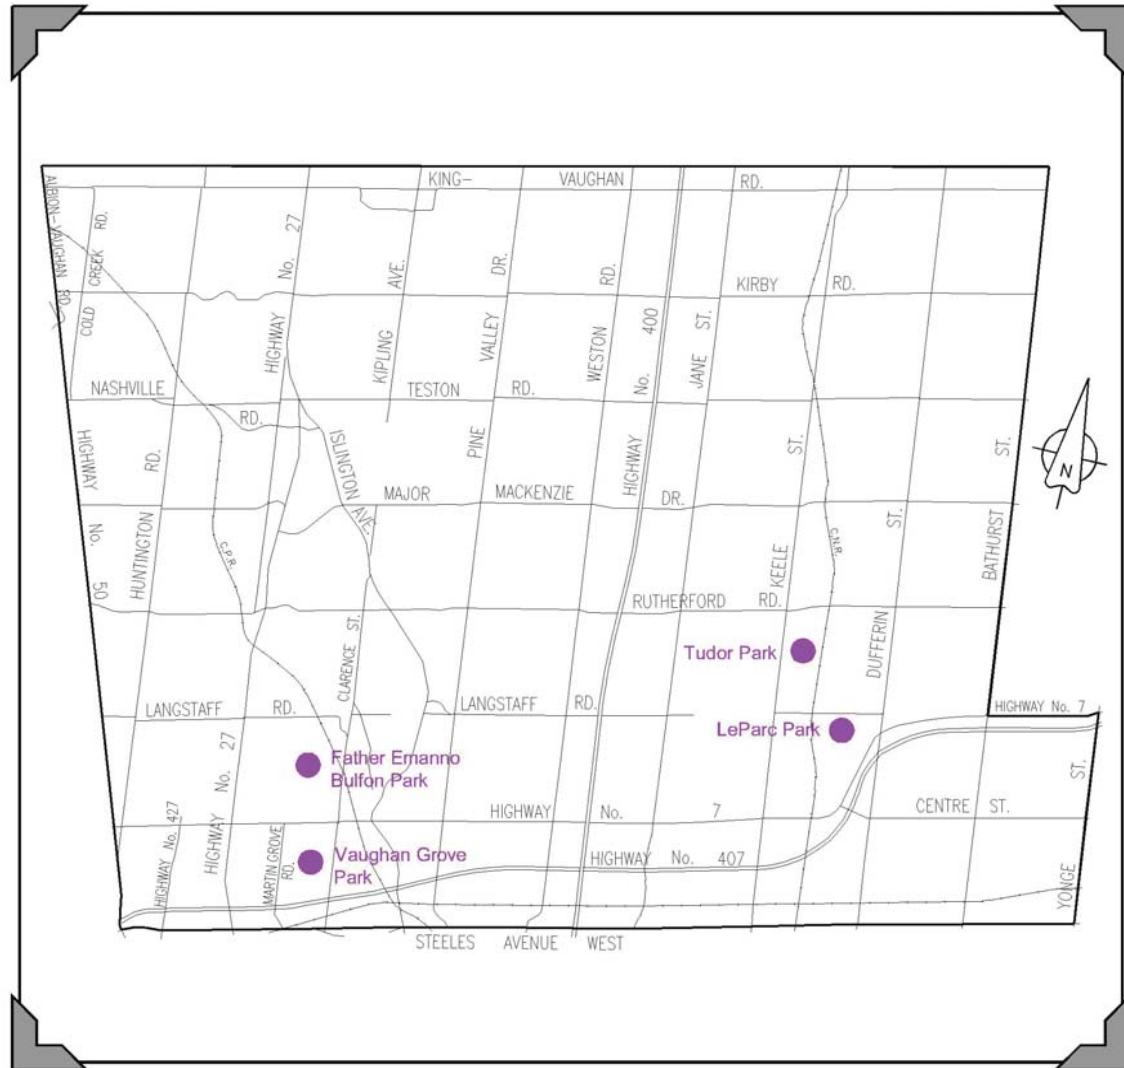 KING- VAUGHAN RD.
ALBION-VAUGHAN RD.
COLD CREEK RD.
HIGHWAY No. 27
KIPLING AVE.
PINE VALLEY DR.
WESTON RD.
HIGHWAY No. 400
JANE ST.
KIRBY RD.
NASHVILLE RD.
TESTON RD.
ISLINGTON AVE.
HIGHWAY No. 50
HUNTINGTON RD.
C.P.R.
MAJOR MACKENZIE DR.
KEELE ST.
C.N.R.
DUFFERIN ST.
BATHURST ST.
N
RUTHERFORD RD.
CLARENCE ST.
Tudor Park
LANGSTAFF RD.
LANGSTAFF RD.
HIGHWAY No. 7
LeParc Park
Father Emanno
Bulfon Park
HIGHWAY No. 27
HIGHWAY No. 7
CENTRE ST.
HIGHWAY No. 427
MARTIN GROVE RD.
Vaughan Grove
Park
HIGHWAY No. 407
YONGE ST.
STEELES AVENUE WEST